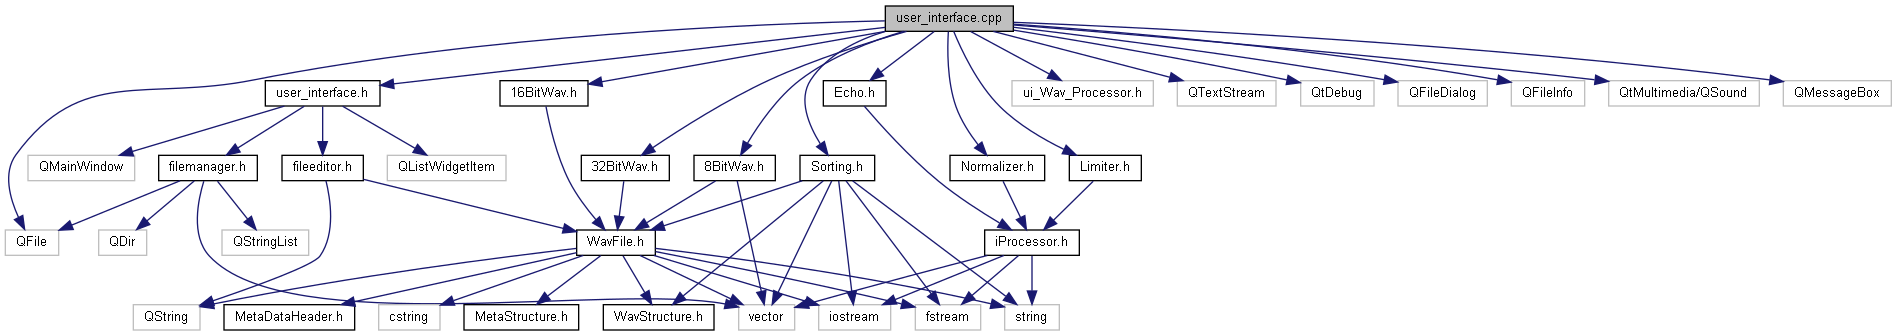 user_interface.cpp
user_interface.h
16BitWav.h
Echo.h
ui_Wav_Processor.h
QTextStream
QtDebug
QFileDialog
QFileInfo
QtMultimedia/QSound
QMessageBox
QMainWindow
filemanager.h
fileeditor.h
QListWidgetItem
32BitWav.h
8BitWav.h
Sorting.h
Normalizer.h
Limiter.h
QFile
QDir
QStringList
WavFile.h
iProcessor.h
QString
MetaDataHeader.h
cstring
MetaStructure.h
WavStructure.h
vector
iostream
fstream
string